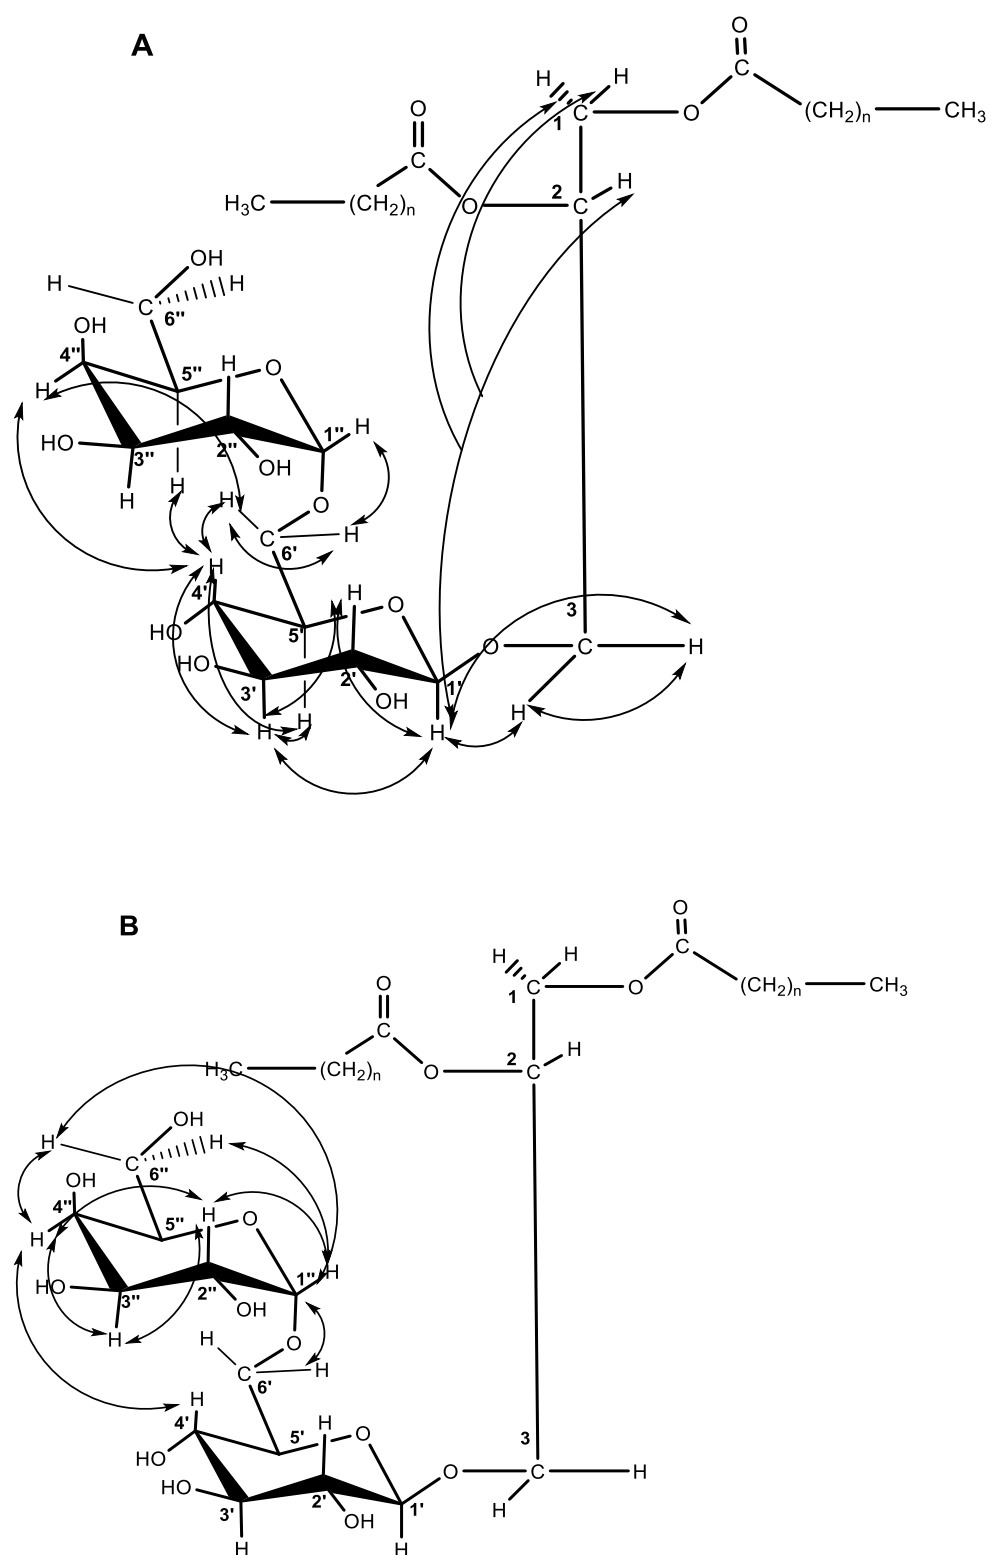 A
O
H H
C
1 C O (CH2)n CH3
O
C
H3C (CH2)n O 2 C H
OH
H C H
6''
OH
4'' 5'' H O
H
1'' H
HO 3'' 2'' OH
H H
H O
C H
6'
H
4' H O
3
HO 5'
HO 2' O C H
3' OH 1'
H H H H
B
O
H H C
1 C O (CH2)n CH3
O
C
2 H
H3C (CH2)n O C
OH
H C H
6''
OH
4'' H O
H 5''
1'' H
HO 3'' 2'' OH
H
H O
C H
6'
H
4' H O
5' 3
HO O C H
HO 2' 1' H
3' OH
H H